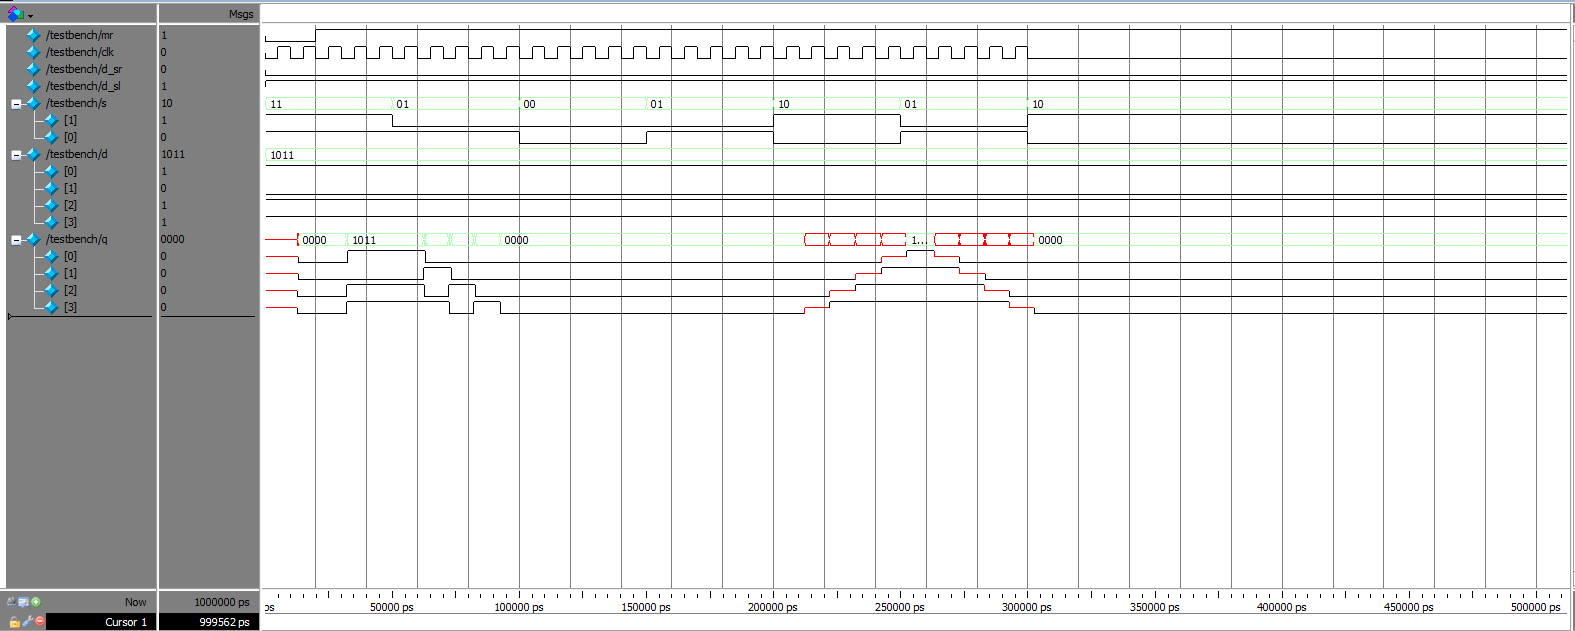 Msgs
/testbench/mr 1
/testbench/clk 0
/testbench/d_sr 0
/testbench/d_sl 1
/testbench/s 10 11 01 00 01 10 01 10
[1] 1
[0] 0
/testbench/d 1011 1011
[0] 1
[1] 0
[2] 1
[3] 1
/testbench/q 0000 0000 1011 0000 1... 0000
[0] 0
[1] 0
[2] 0
[3] 0
Now 1000000 ps ps 50000 ps 100000 ps 150000 ps 200000 ps 250000 ps 300000 ps 350000 ps 400000 ps 450000 ps 500000 ps
Cursor 1 999562 ps